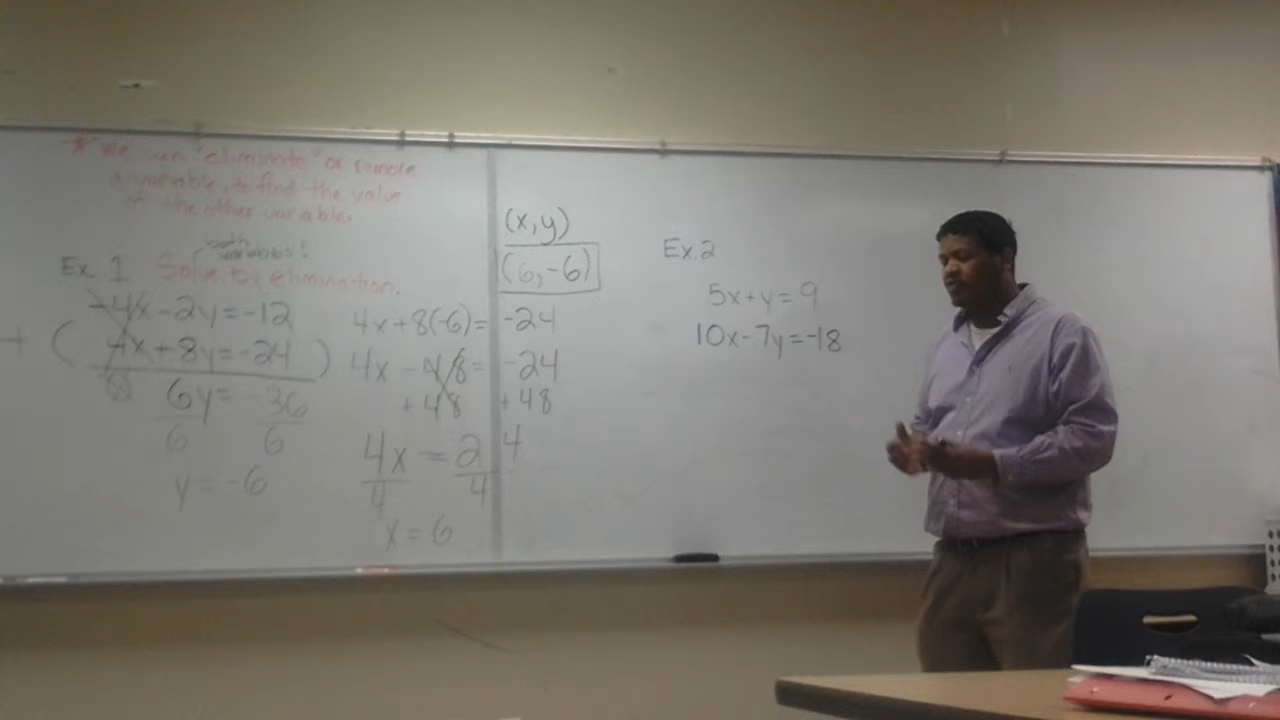 * We can "eliminate" or remove
a variable, to find the value
of the other variable.
both
variables!
Ex. 1 Solve by elimination.
-4x-2y=-12
+ ( 4x+8y=-24 )
6y=-36
6 6
y=-6
(x,y)
(6,-6)
4x+8(-6)=-24
4x-48=-24
+48 +48
4x=24
4 4
x=6
Ex.2
5x+y=9
10x-7y=-18